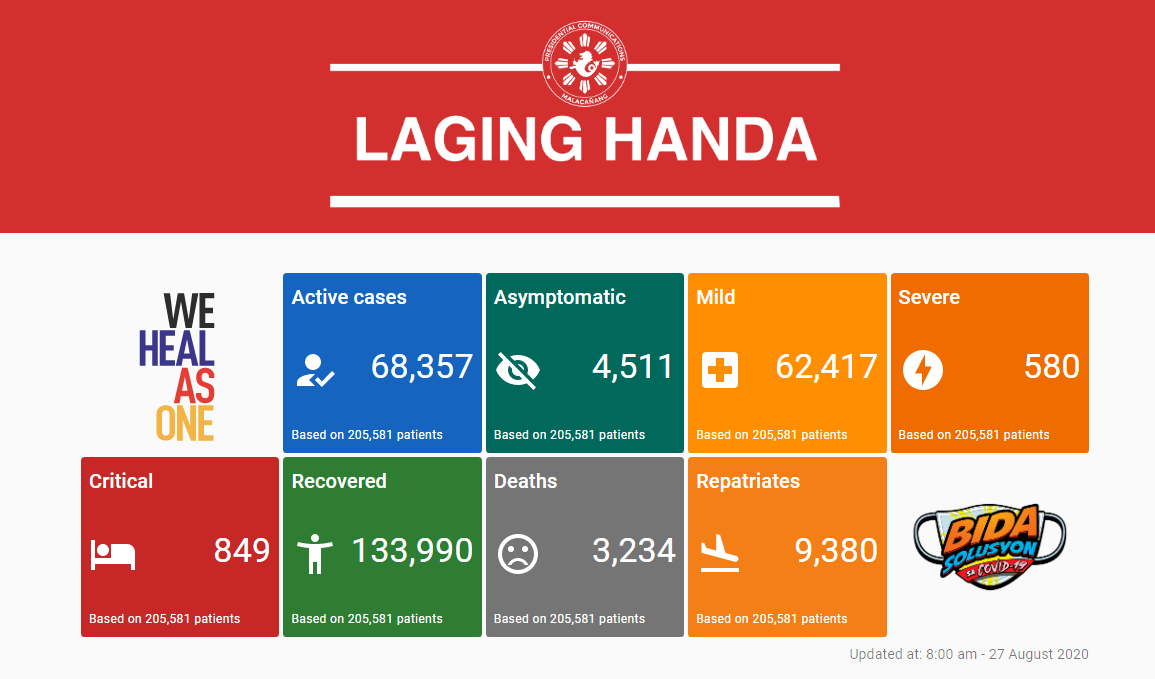 PRESIDENTIAL COMMUNICATIONS
MALACAÑANG
LAGING HANDA
WE
HEAL
AS
ONE
Active cases
68,357
Based on 205,581 patients
Asymptomatic
4,511
Based on 205,581 patients
Mild
62,417
Based on 205,581 patients
Severe
580
Based on 205,581 patients
Critical
849
Based on 205,581 patients
Recovered
133,990
Based on 205,581 patients
Deaths
3,234
Based on 205,581 patients
Repatriates
9,380
Based on 205,581 patients
BIDA
SOLUSYON
sa COVID-19
Updated at: 8:00 am - 27 August 2020